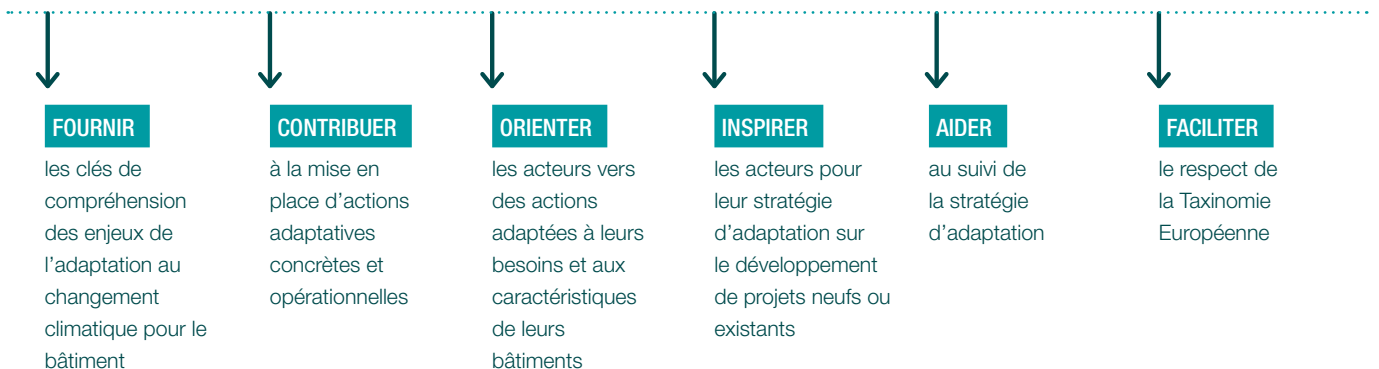 FOURNIR
les clés de
compréhension
des enjeux de
l’adaptation au
changement
climatique pour le
bâtiment
CONTRIBUER
à la mise en
place d’actions
adaptatives
concrètes et
opérationnelles
ORIENTER
les acteurs vers
des actions
adaptées à leurs
besoins et aux
caractéristiques
de leurs
bâtiments
INSPIRER
les acteurs pour
leur stratégie
d’adaptation sur
le développement
de projets neufs ou
existants
AIDER
au suivi de
la stratégie
d’adaptation
FACILITER
le respect de
la Taxinomie
Européenne